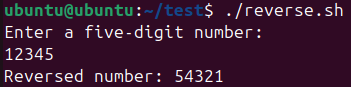 ubuntu@ubuntu:~/test$ ./reverse.sh
Enter a five-digit number:
12345
Reversed number: 54321